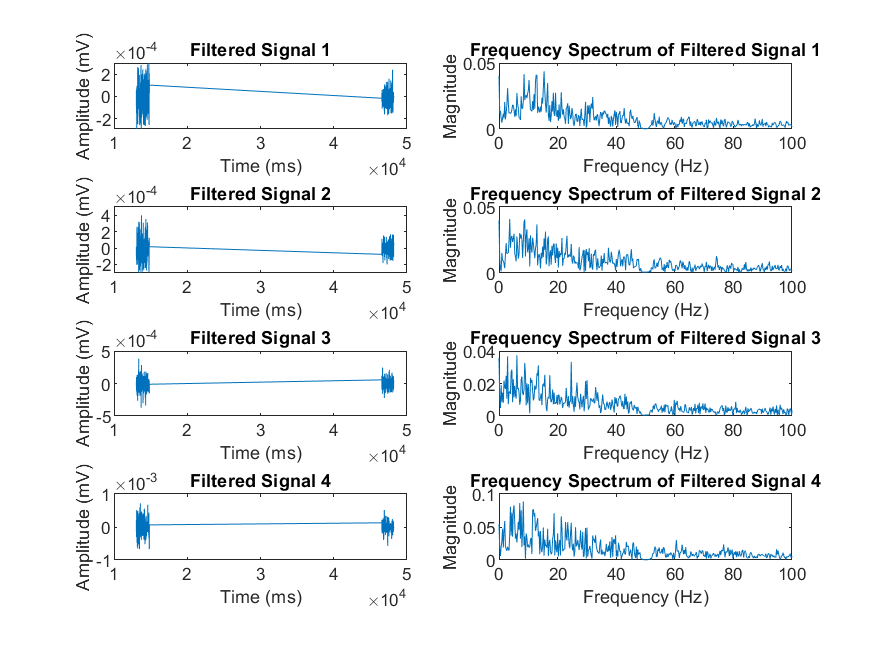 Filtered Signal 1
×10-4
Amplitude (mV)
2
0
-2
1 2 3 4 5
Time (ms)
×104
Frequency Spectrum of Filtered Signal 1
Magnitude
0.05
0
0 20 40 60 80 100
Frequency (Hz)
Filtered Signal 2
×10-4
Amplitude (mV)
4
2
0
-2
1 2 3 4 5
Time (ms)
×104
Frequency Spectrum of Filtered Signal 2
Magnitude
0.05
0
0 20 40 60 80 100
Frequency (Hz)
Filtered Signal 3
×10-4
Amplitude (mV)
5
0
-5
1 2 3 4 5
Time (ms)
×104
Frequency Spectrum of Filtered Signal 3
Magnitude
0.04
0.02
0
0 20 40 60 80 100
Frequency (Hz)
Filtered Signal 4
×10-3
Amplitude (mV)
1
0
-1
1 2 3 4 5
Time (ms)
×104
Frequency Spectrum of Filtered Signal 4
Magnitude
0.1
0.05
0
0 20 40 60 80 100
Frequency (Hz)